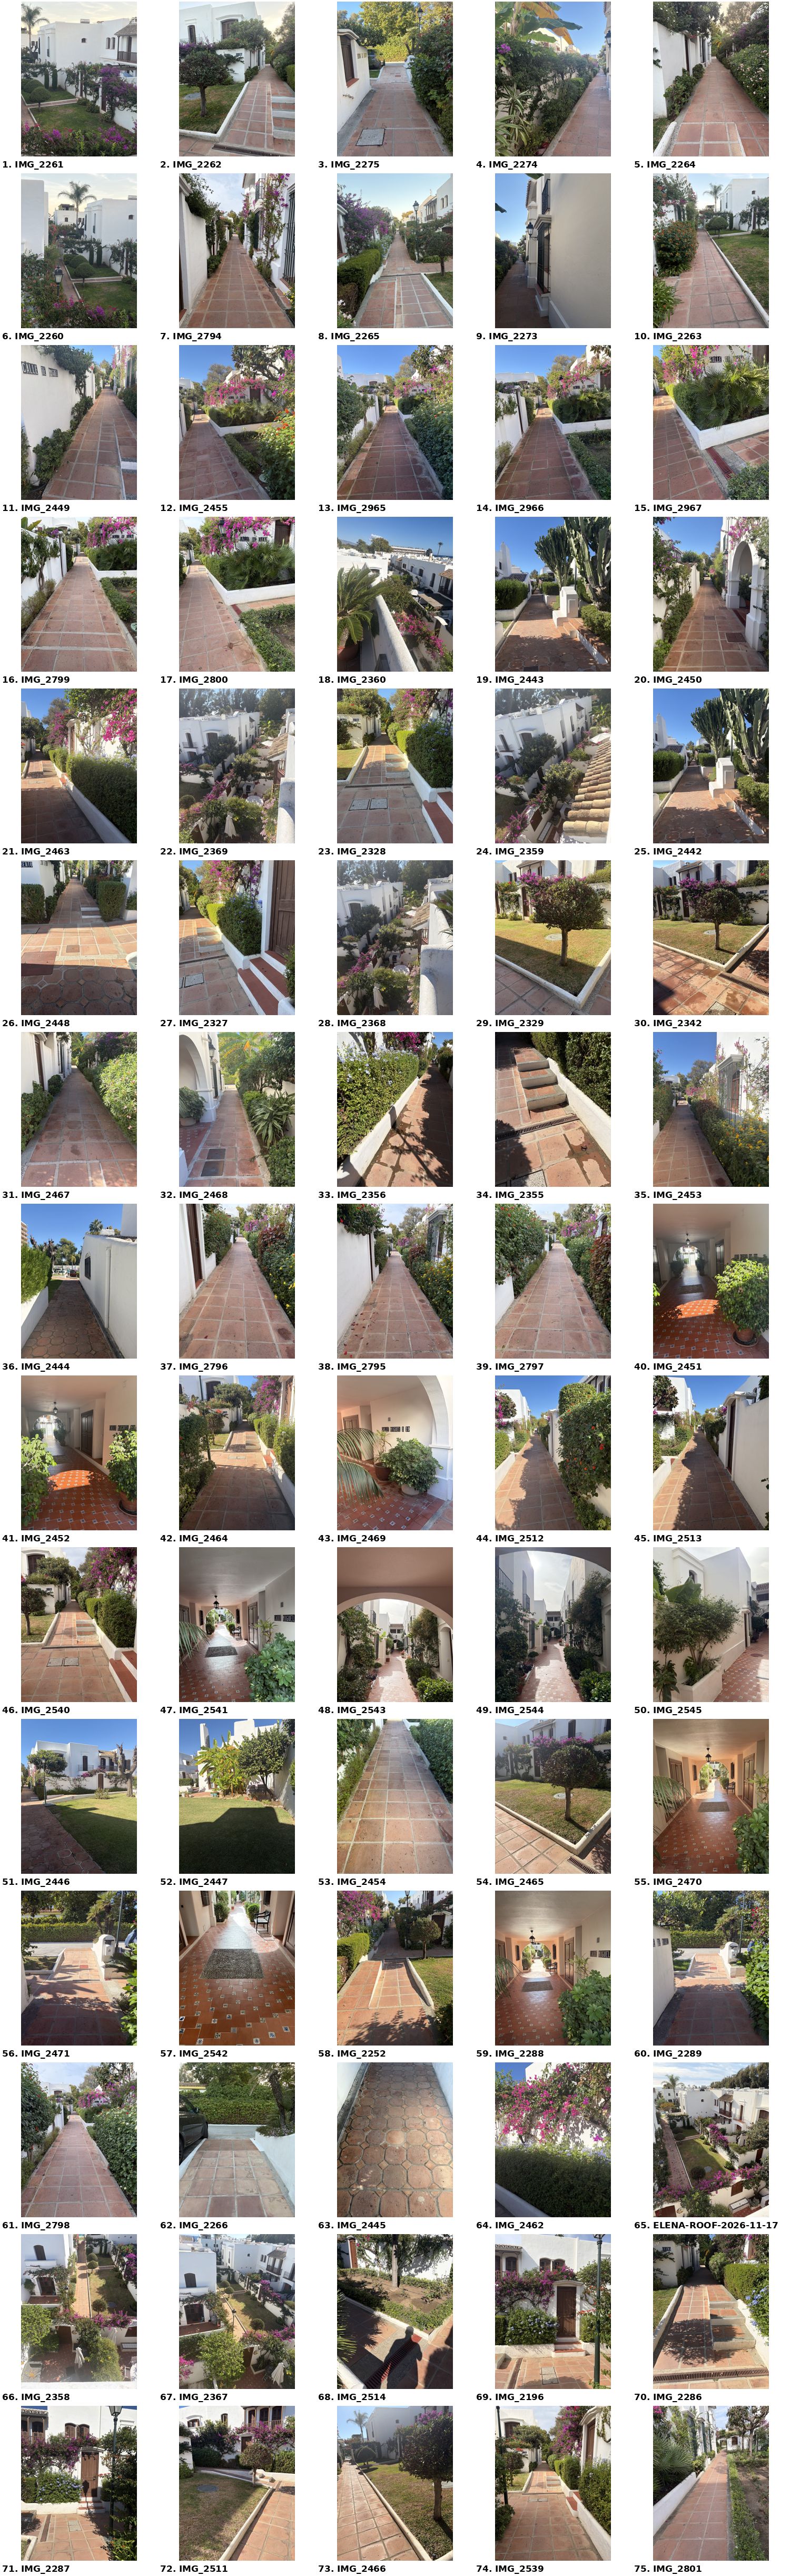 1. IMG_2261
2. IMG_2262
3. IMG_2275
4. IMG_2274
5. IMG_2264
6. IMG_2260
7. IMG_2794
8. IMG_2265
9. IMG_2273
10. IMG_2263
11. IMG_2449
12. IMG_2455
13. IMG_2965
14. IMG_2966
15. IMG_2967
16. IMG_2799
17. IMG_2800
18. IMG_2360
19. IMG_2443
20. IMG_2450
21. IMG_2463
22. IMG_2369
23. IMG_2328
24. IMG_2359
25. IMG_2442
26. IMG_2448
27. IMG_2327
28. IMG_2368
29. IMG_2329
30. IMG_2342
31. IMG_2467
32. IMG_2468
33. IMG_2356
34. IMG_2355
35. IMG_2453
36. IMG_2444
37. IMG_2796
38. IMG_2795
39. IMG_2797
40. IMG_2451
41. IMG_2452
42. IMG_2464
43. IMG_2469
44. IMG_2512
45. IMG_2513
46. IMG_2540
47. IMG_2541
48. IMG_2543
49. IMG_2544
50. IMG_2545
51. IMG_2446
52. IMG_2447
53. IMG_2454
54. IMG_2465
55. IMG_2470
56. IMG_2471
57. IMG_2542
58. IMG_2252
59. IMG_2288
60. IMG_2289
61. IMG_2798
62. IMG_2266
63. IMG_2445
64. IMG_2462
65. ELENA-ROOF-2026-11-17
66. IMG_2358
67. IMG_2367
68. IMG_2514
69. IMG_2196
70. IMG_2286
71. IMG_2287
72. IMG_2511
73. IMG_2466
74. IMG_2539
75. IMG_2801